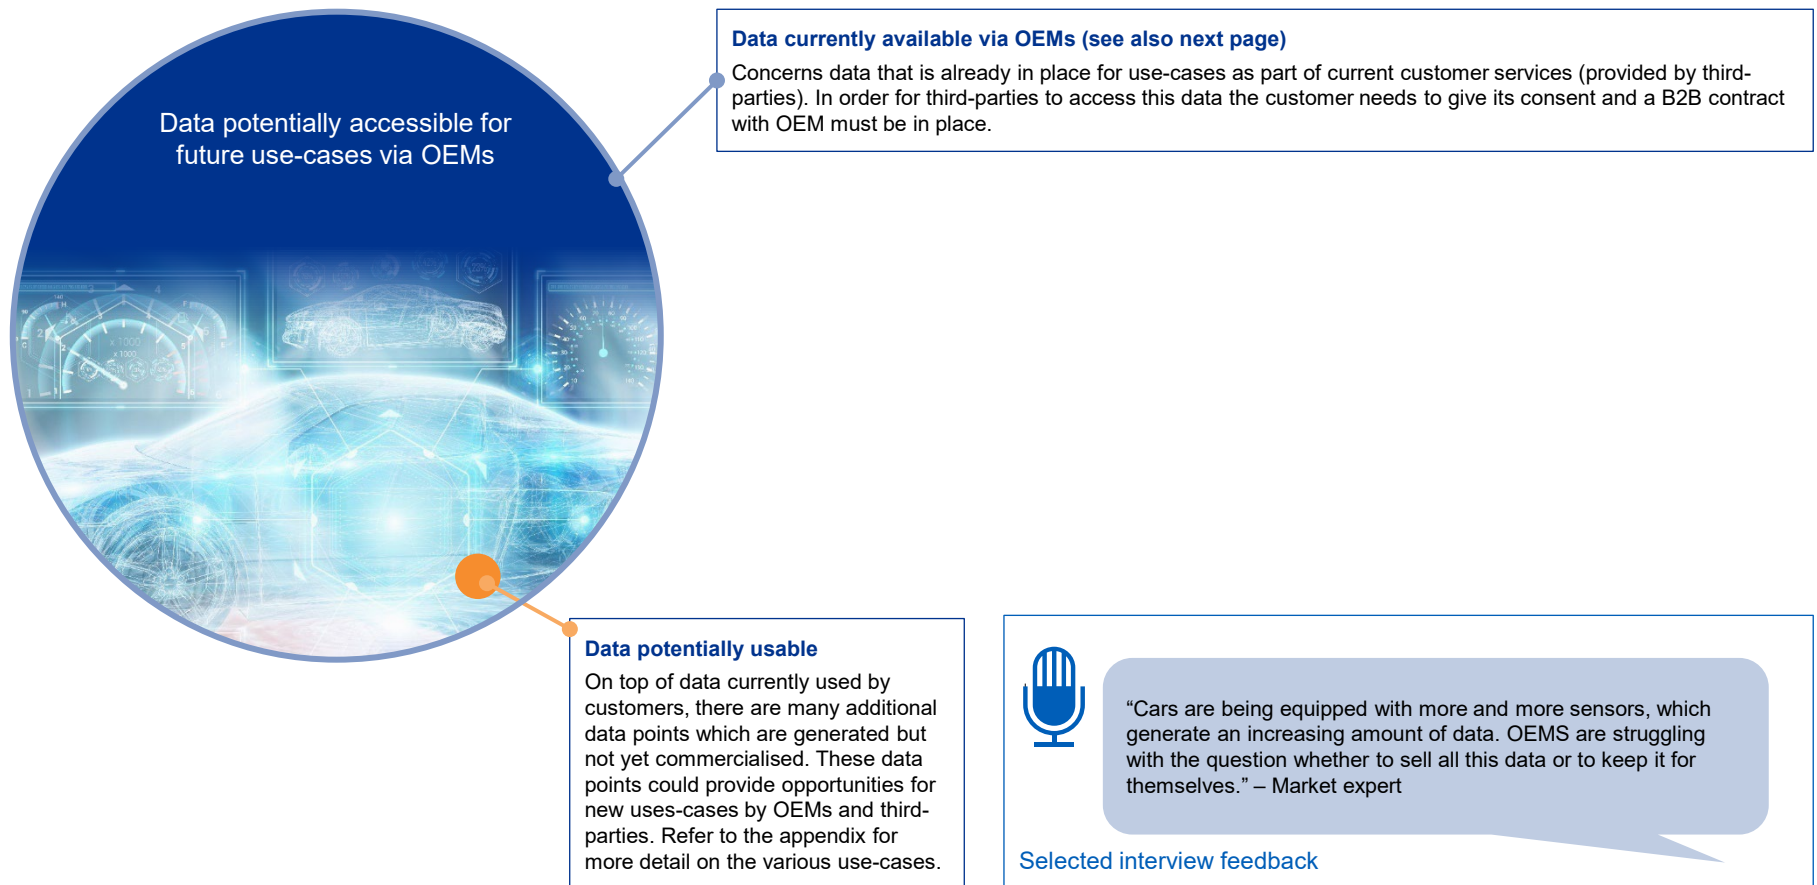 Data potentially accessible for
future use-cases via OEMs
Data currently available via OEMs (see also next page)
Concerns data that is already in place for use-cases as part of current customer services (provided by third-
parties). In order for third-parties to access this data the customer needs to give its consent and a B2B contract
with OEM must be in place.
Data potentially usable
On top of data currently used by
customers, there are many additional
data points which are generated but
not yet commercialised. These data
points could provide opportunities for
new uses-cases by OEMs and third-
parties. Refer to the appendix for
more detail on the various use-cases.
“Cars are being equipped with more and more sensors, which
generate an increasing amount of data. OEMS are struggling
with the question whether to sell all this data or to keep it for
themselves.” – Market expert
Selected interview feedback